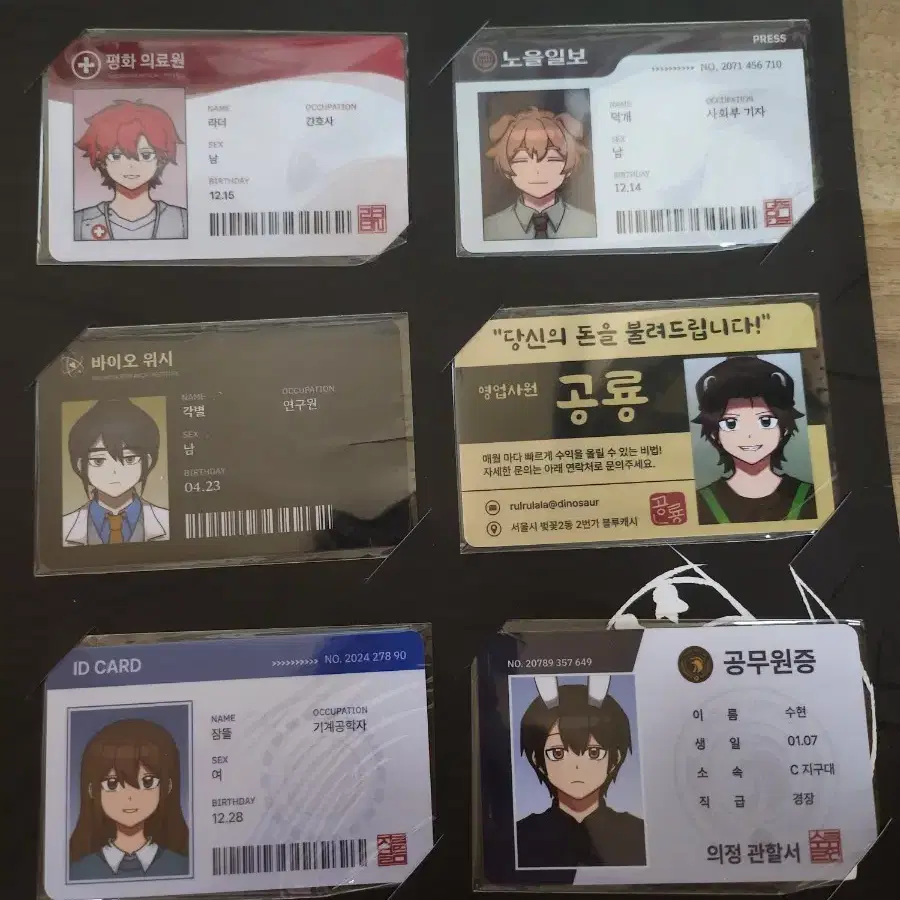 평화 의료원
NAME
라더
OCCUPATION
간호사
SEX
남
BIRTHDAY
12.15
노을일보
PRESS
>>>>>>>>>> NO. 2071 456 710
NAME
덕개
OCCUPATION
사회부 기자
SEX
남
BIRTHDAY
12.14
바이오 위시
NAME
각별
OCCUPATION
연구원
SEX
남
BIRTHDAY
04.23
"당신의 돈을 불려드립니다!"
영업사원 공룡
매월 마다 빠르게 수익을 올릴 수 있는 비법!
자세한 문의는 아래 연락처로 문의주세요.
rulrulala@dinosaur
서울시 벚꽃2동 2번가 블루캐시
공룡
ID CARD
>>>>>>>>>> NO. 2024 278 90
NAME
잠뜰
OCCUPATION
기계공학자
SEX
여
BIRTHDAY
12.28
NO. 20789 357 649
공무원증
이 름 수현
생 일 01.07
소 속 C 지구대
직 급 경장
의정 관할서